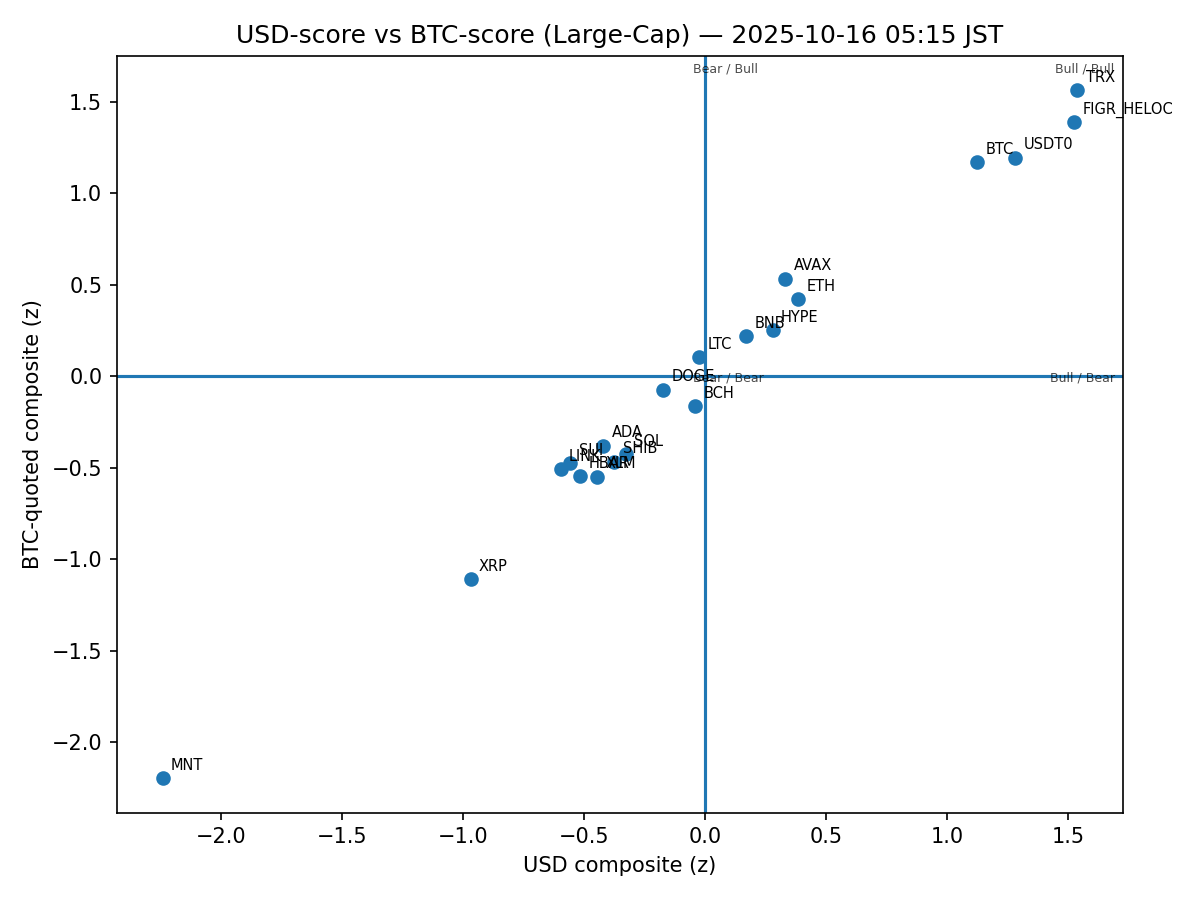 USD-score vs BTC-score (Large-Cap) — 2025-10-16 05:15 JST
Bear / Bull
Bull / Bull
TRX
FIGR_HELOC
BTC
USDT0
AVAX
ETH
HYPE
BNB
LTC
DOGE
Bear / Bear
Bull / Bear
BCH
ADA
SOL
SHIB
SUI
LINK
HBAR
XLM
XRP
MNT
1.5
1.0
0.5
0.0
−0.5
−1.0
−1.5
−2.0
BTC-quoted composite (z)
−2.0
−1.5
−1.0
−0.5
0.0
0.5
1.0
1.5
USD composite (z)